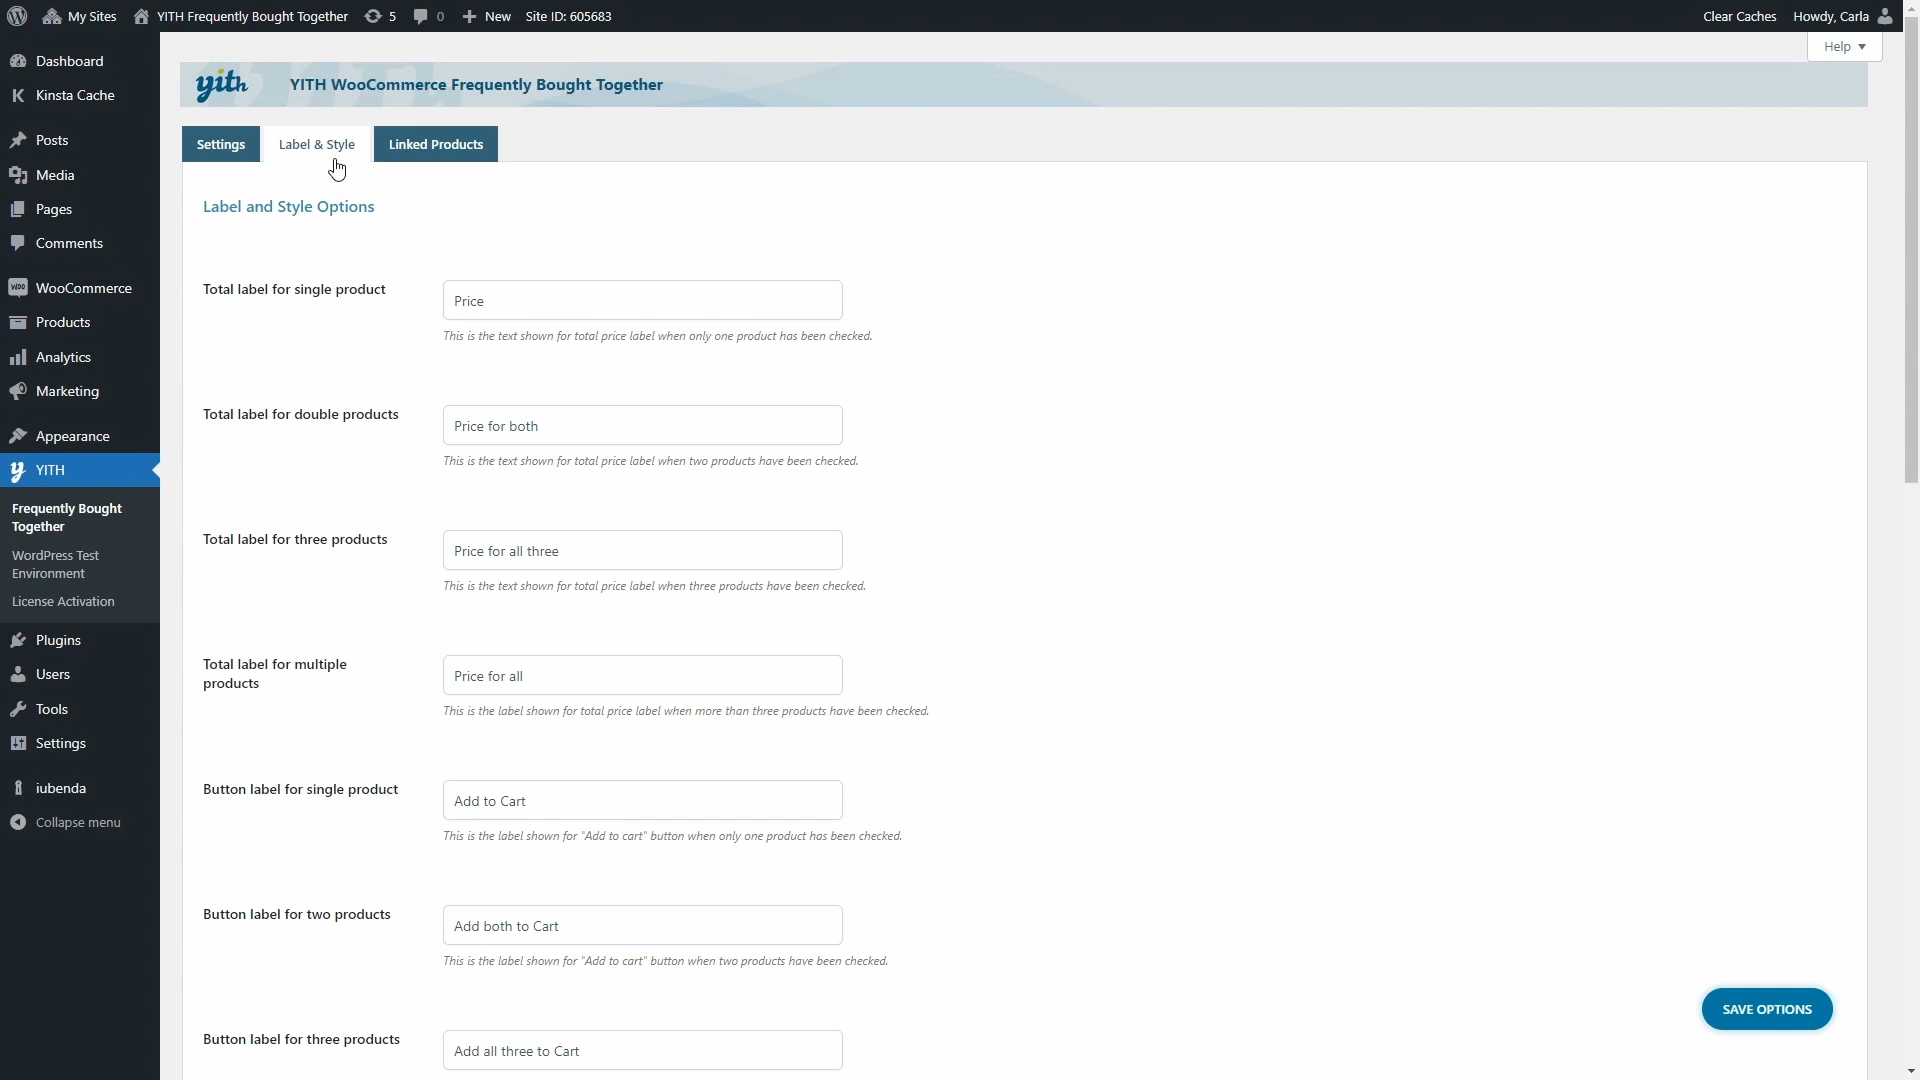 My Sites
YITH Frequently Bought Together
5
0
New
Site ID: 605683
Clear Caches
Howdy, Carla
Help
Dashboard
Kinsta Cache
Posts
Media
Pages
Comments
WooCommerce
Products
Analytics
Marketing
Appearance
YITH
Frequently Bought
Together
WordPress Test
Environment
License Activation
Plugins
Users
Tools
Settings
iubenda
Collapse menu
yith
YITH WooCommerce Frequently Bought Together
Settings
Label & Style
Linked Products
Label and Style Options
Total label for single product
Price
This is the text shown for total price label when only one product has been checked.
Total label for double products
Price for both
This is the text shown for total price label when two products have been checked.
Total label for three products
Price for all three
This is the text shown for total price label when three products have been checked.
Total label for multiple
products
Price for all
This is the label shown for total price label when more than three products have been checked.
Button label for single product
Add to Cart
This is the label shown for "Add to cart" button when only one product has been checked.
Button label for two products
Add both to Cart
This is the label shown for "Add to cart" button when two products have been checked.
Button label for three products
Add all three to Cart
SAVE OPTIONS